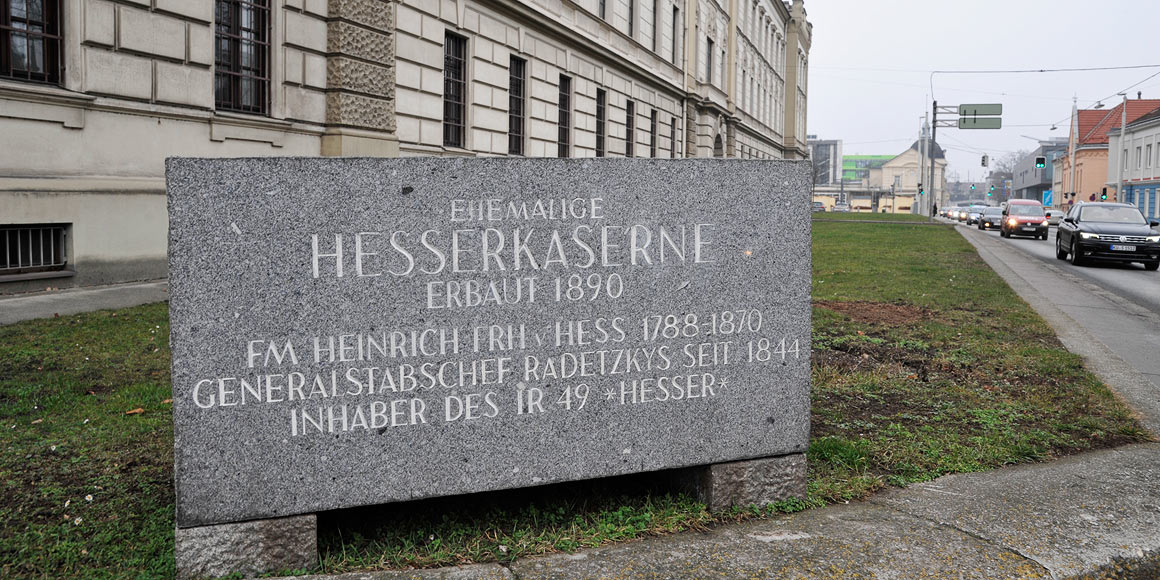 EHEMALIGE
HESSERKASERNE
ERBAUT 1890
FM HEINRICH FRH v HESS 1788-1870
GENERALSTABSCHEF RADETZKYS SEIT 1844
INHABER DES IR 49 *HESSER*